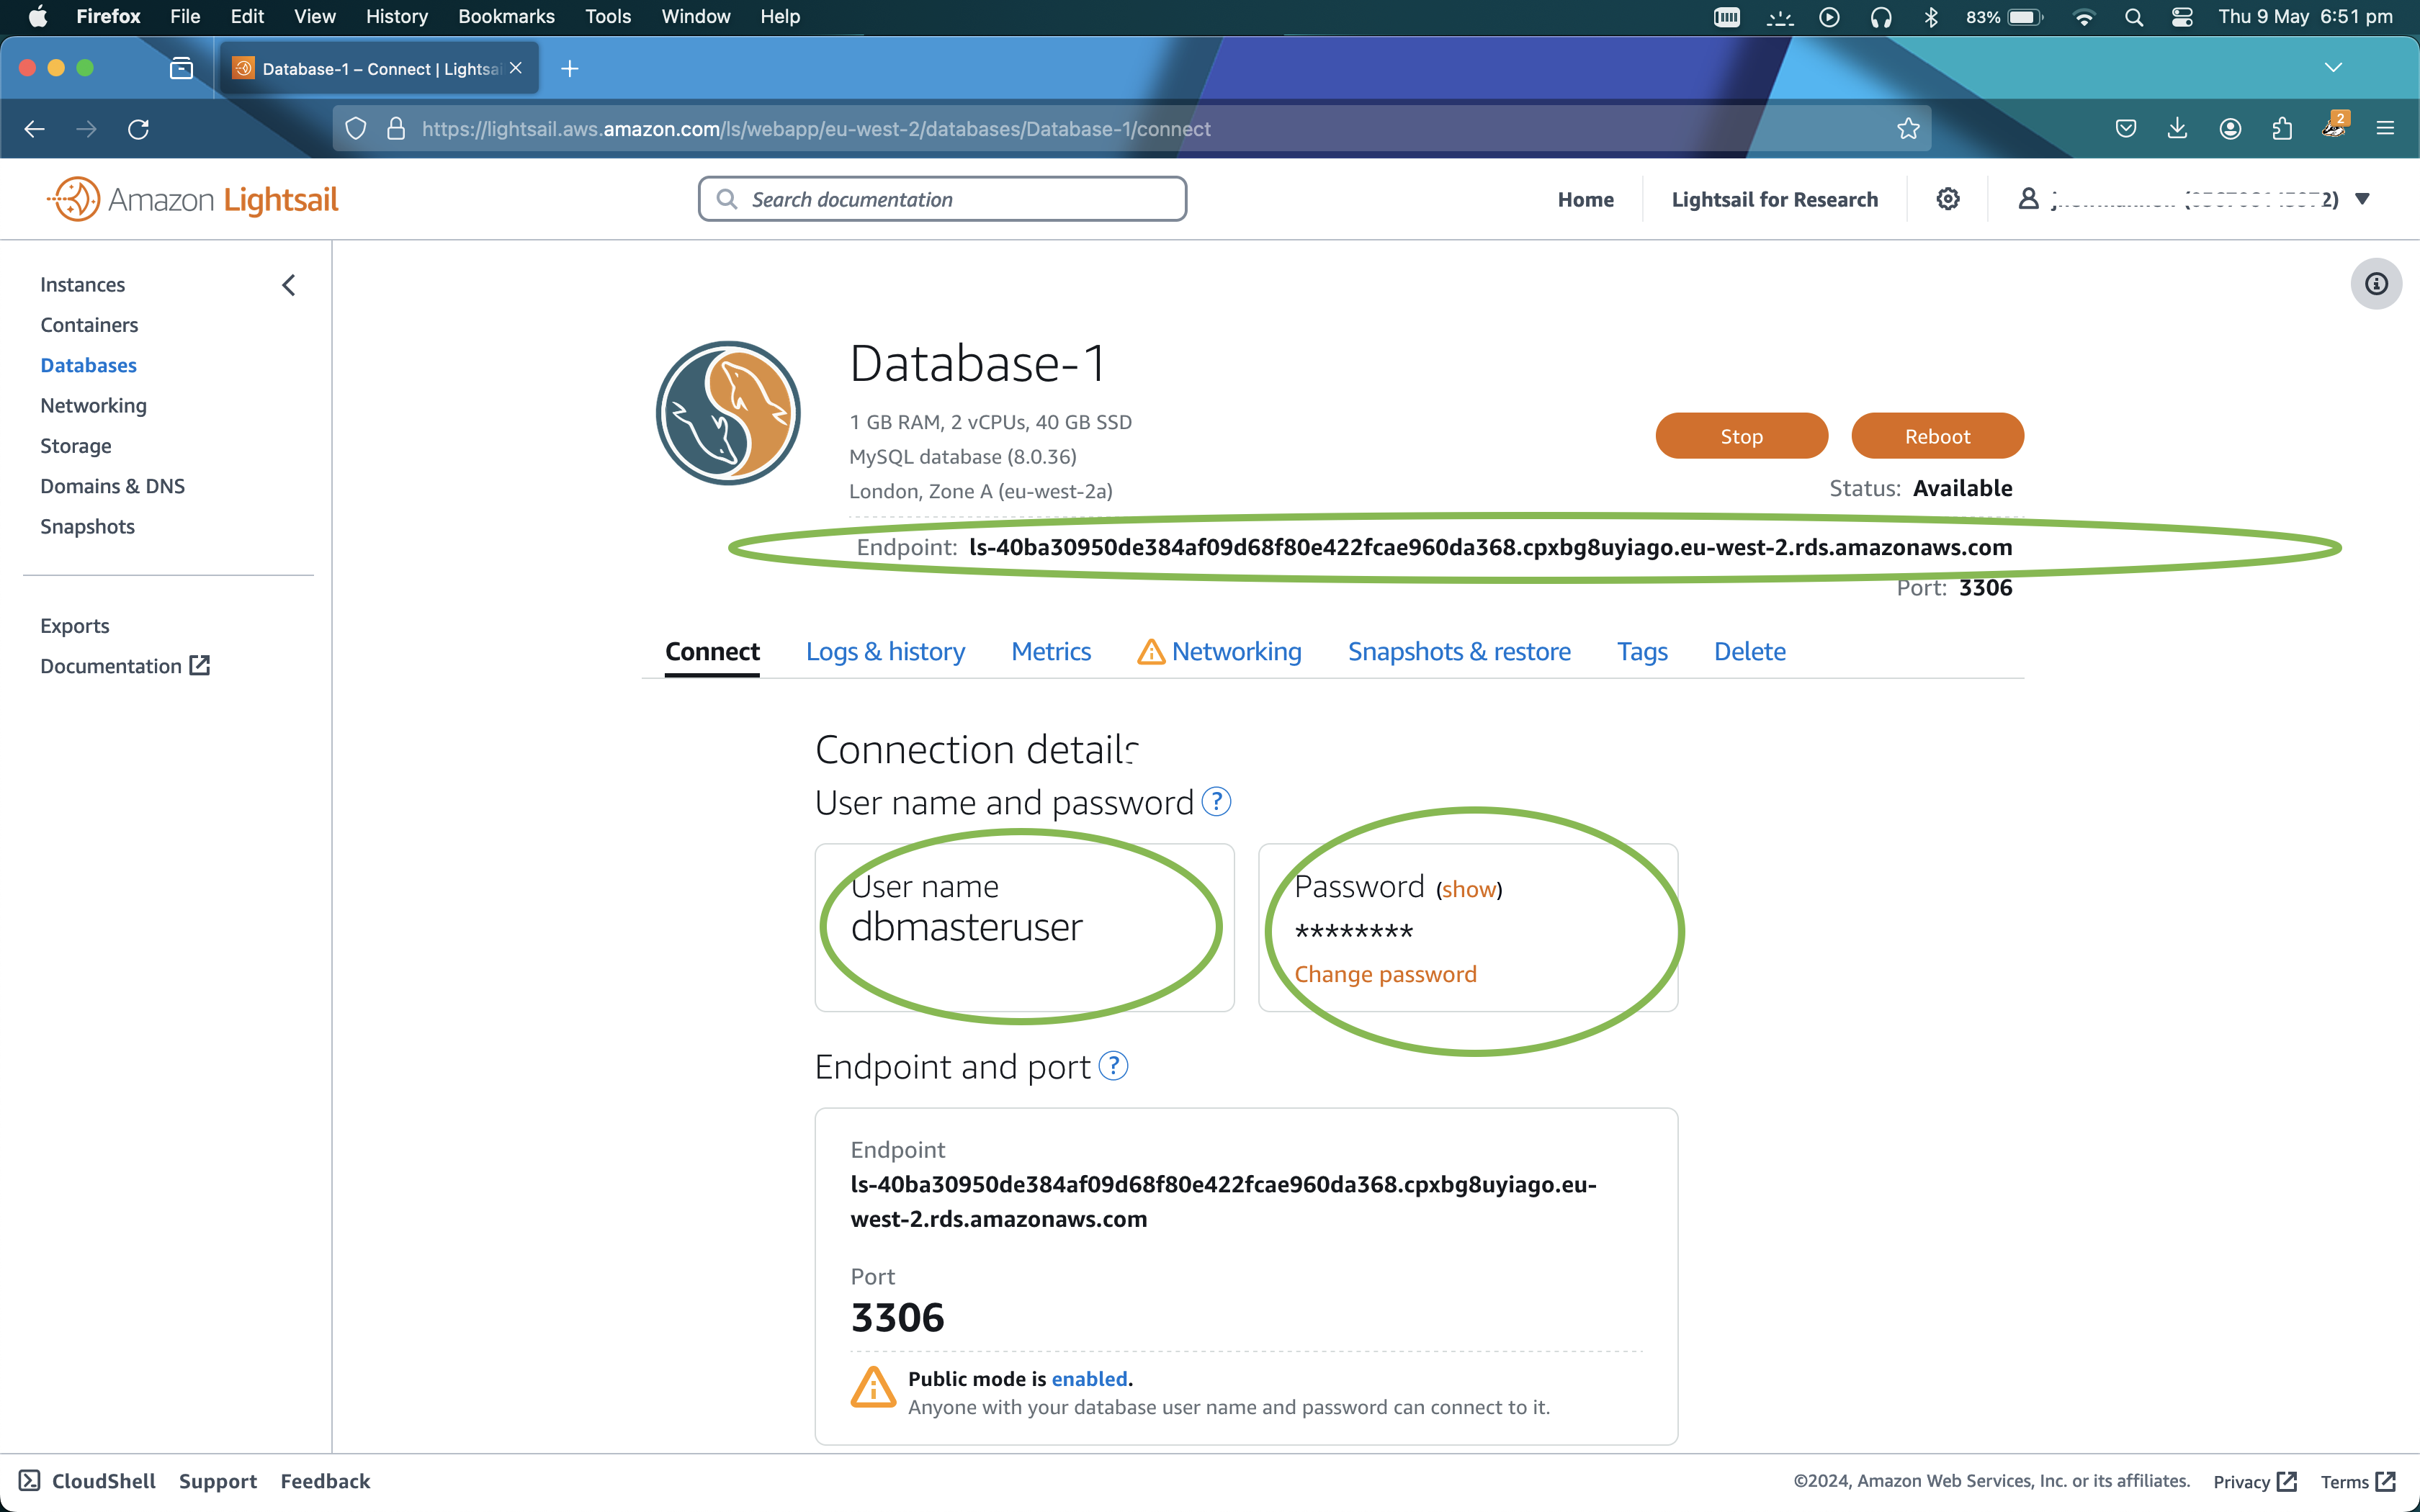 Firefox File Edit View History Bookmarks Tools Window Help 83% Thu 9 May 6:51 pm
Database-1 – Connect | Lightsa
https://lightsail.aws.amazon.com/ls/webapp/eu-west-2/databases/Database-1/connect
2
Amazon Lightsail Search documentation Home Lightsail for Research
Instances
Containers
Databases
Networking
Storage
Domains & DNS
Snapshots
Exports
Documentation
Database-1
1 GB RAM, 2 vCPUs, 40 GB SSD
MySQL database (8.0.36)
London, Zone A (eu-west-2a)
Stop Reboot
Status: Available
Endpoint: ls-40ba30950de384af09d68f80e422fcae960da368.cpxbg8uyiago.eu-west-2.rds.amazonaws.com
Port: 3306
Connect Logs & history Metrics Networking Snapshots & restore Tags Delete
Connection details
User name and password ?
User name
dbmasteruser
Password (show)
********
Change password
Endpoint and port ?
Endpoint
ls-40ba30950de384af09d68f80e422fcae960da368.cpxbg8uyiago.eu-
west-2.rds.amazonaws.com
Port
3306
Public mode is enabled.
Anyone with your database user name and password can connect to it.
CloudShell Support Feedback ©2024, Amazon Web Services, Inc. or its affiliates. Privacy Terms